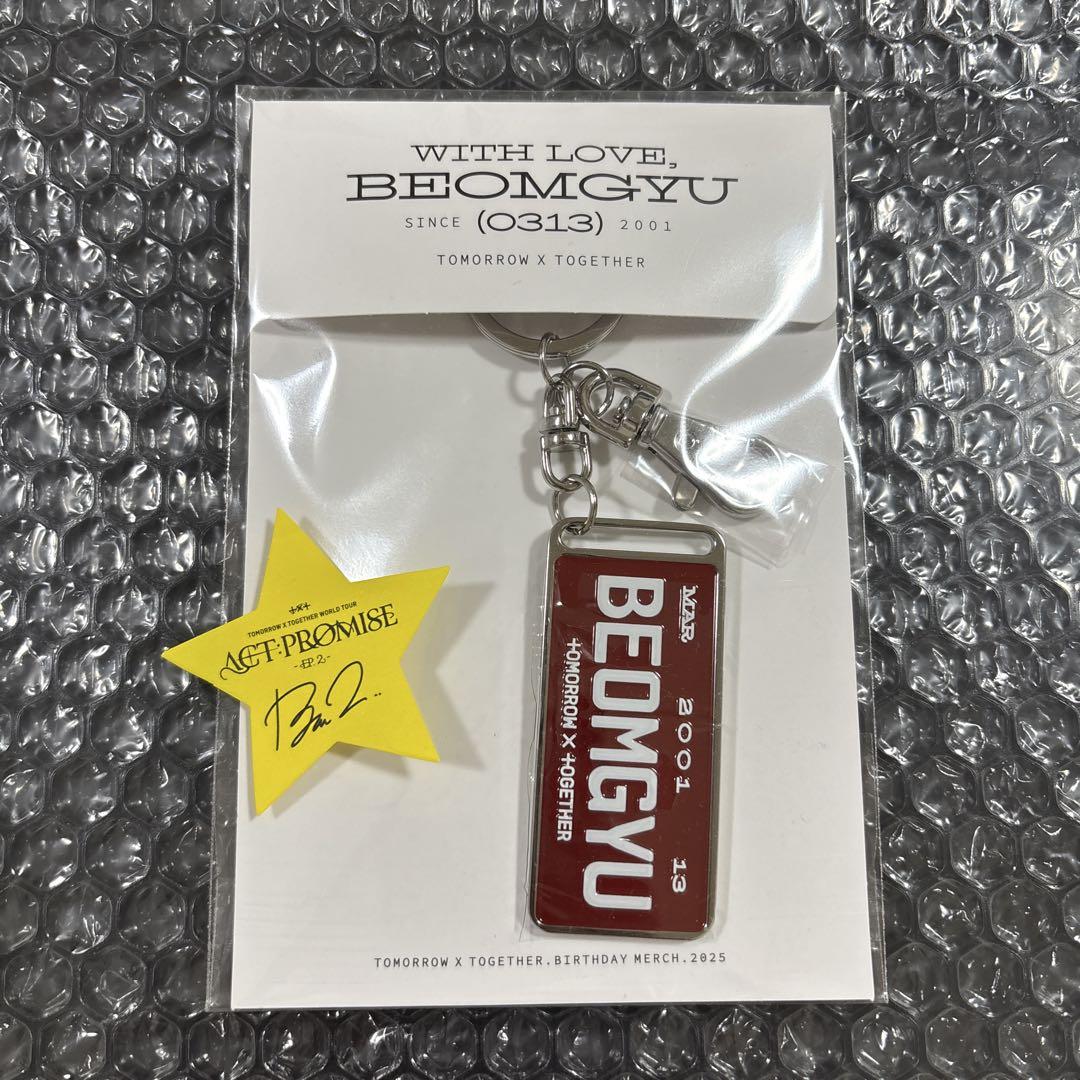 WITH LOVE,
BEOMGYU
SINCE (0313) 2001
TOMORROW X TOGETHER
TOMORROW X TOGETHER WORLD TOUR
ACT:PROMISE
- EP. 2 -
MAR 2001 13
BEOMGYU
TOMORROW X TOGETHER
TOMORROW X TOGETHER.BIRTHDAY MERCH.2025